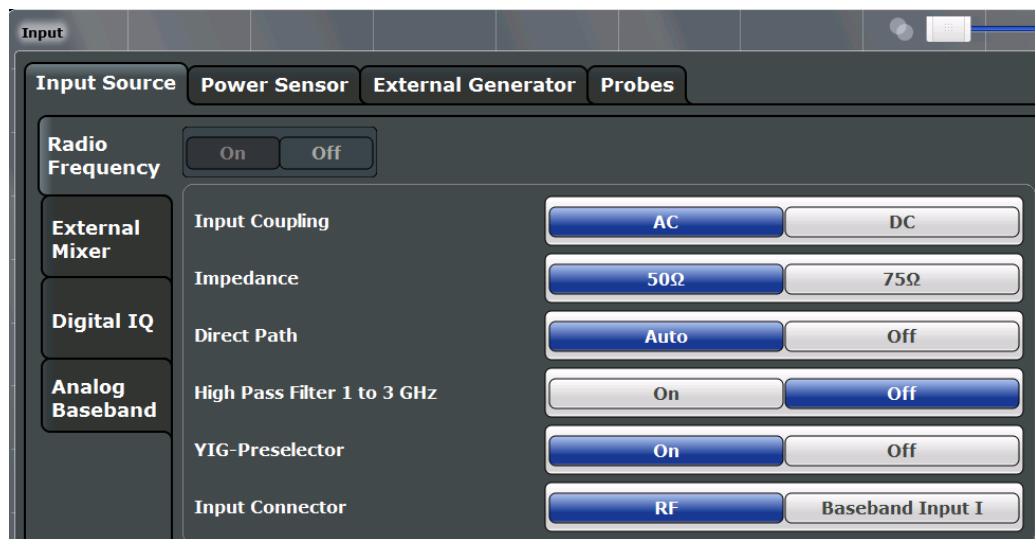 Input
Input Source Power Sensor External Generator Probes
Radio
Frequency
On Off
Input Coupling AC DC
External
Mixer
Impedance 50Ω 75Ω
Digital IQ
Direct Path Auto Off
Analog
Baseband
High Pass Filter 1 to 3 GHz On Off
YIG-Preselector On Off
Input Connector RF Baseband Input I